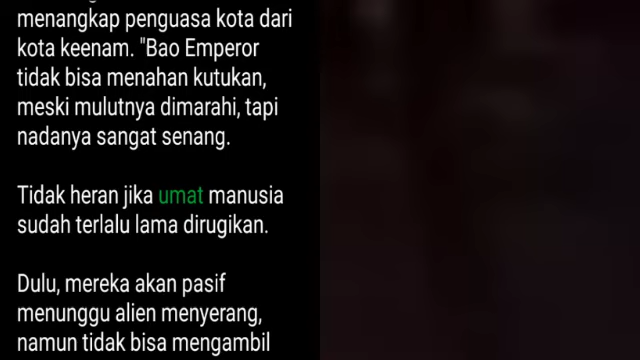 menangkap penguasa kota dari
kota keenam. "Bao Emperor
tidak bisa menahan kutukan,
meski mulutnya dimarahi, tapi
nadanya sangat senang.
Tidak heran jika umat manusia
sudah terlalu lama dirugikan.
Dulu, mereka akan pasif
menunggu alien menyerang,
namun tidak bisa mengambil